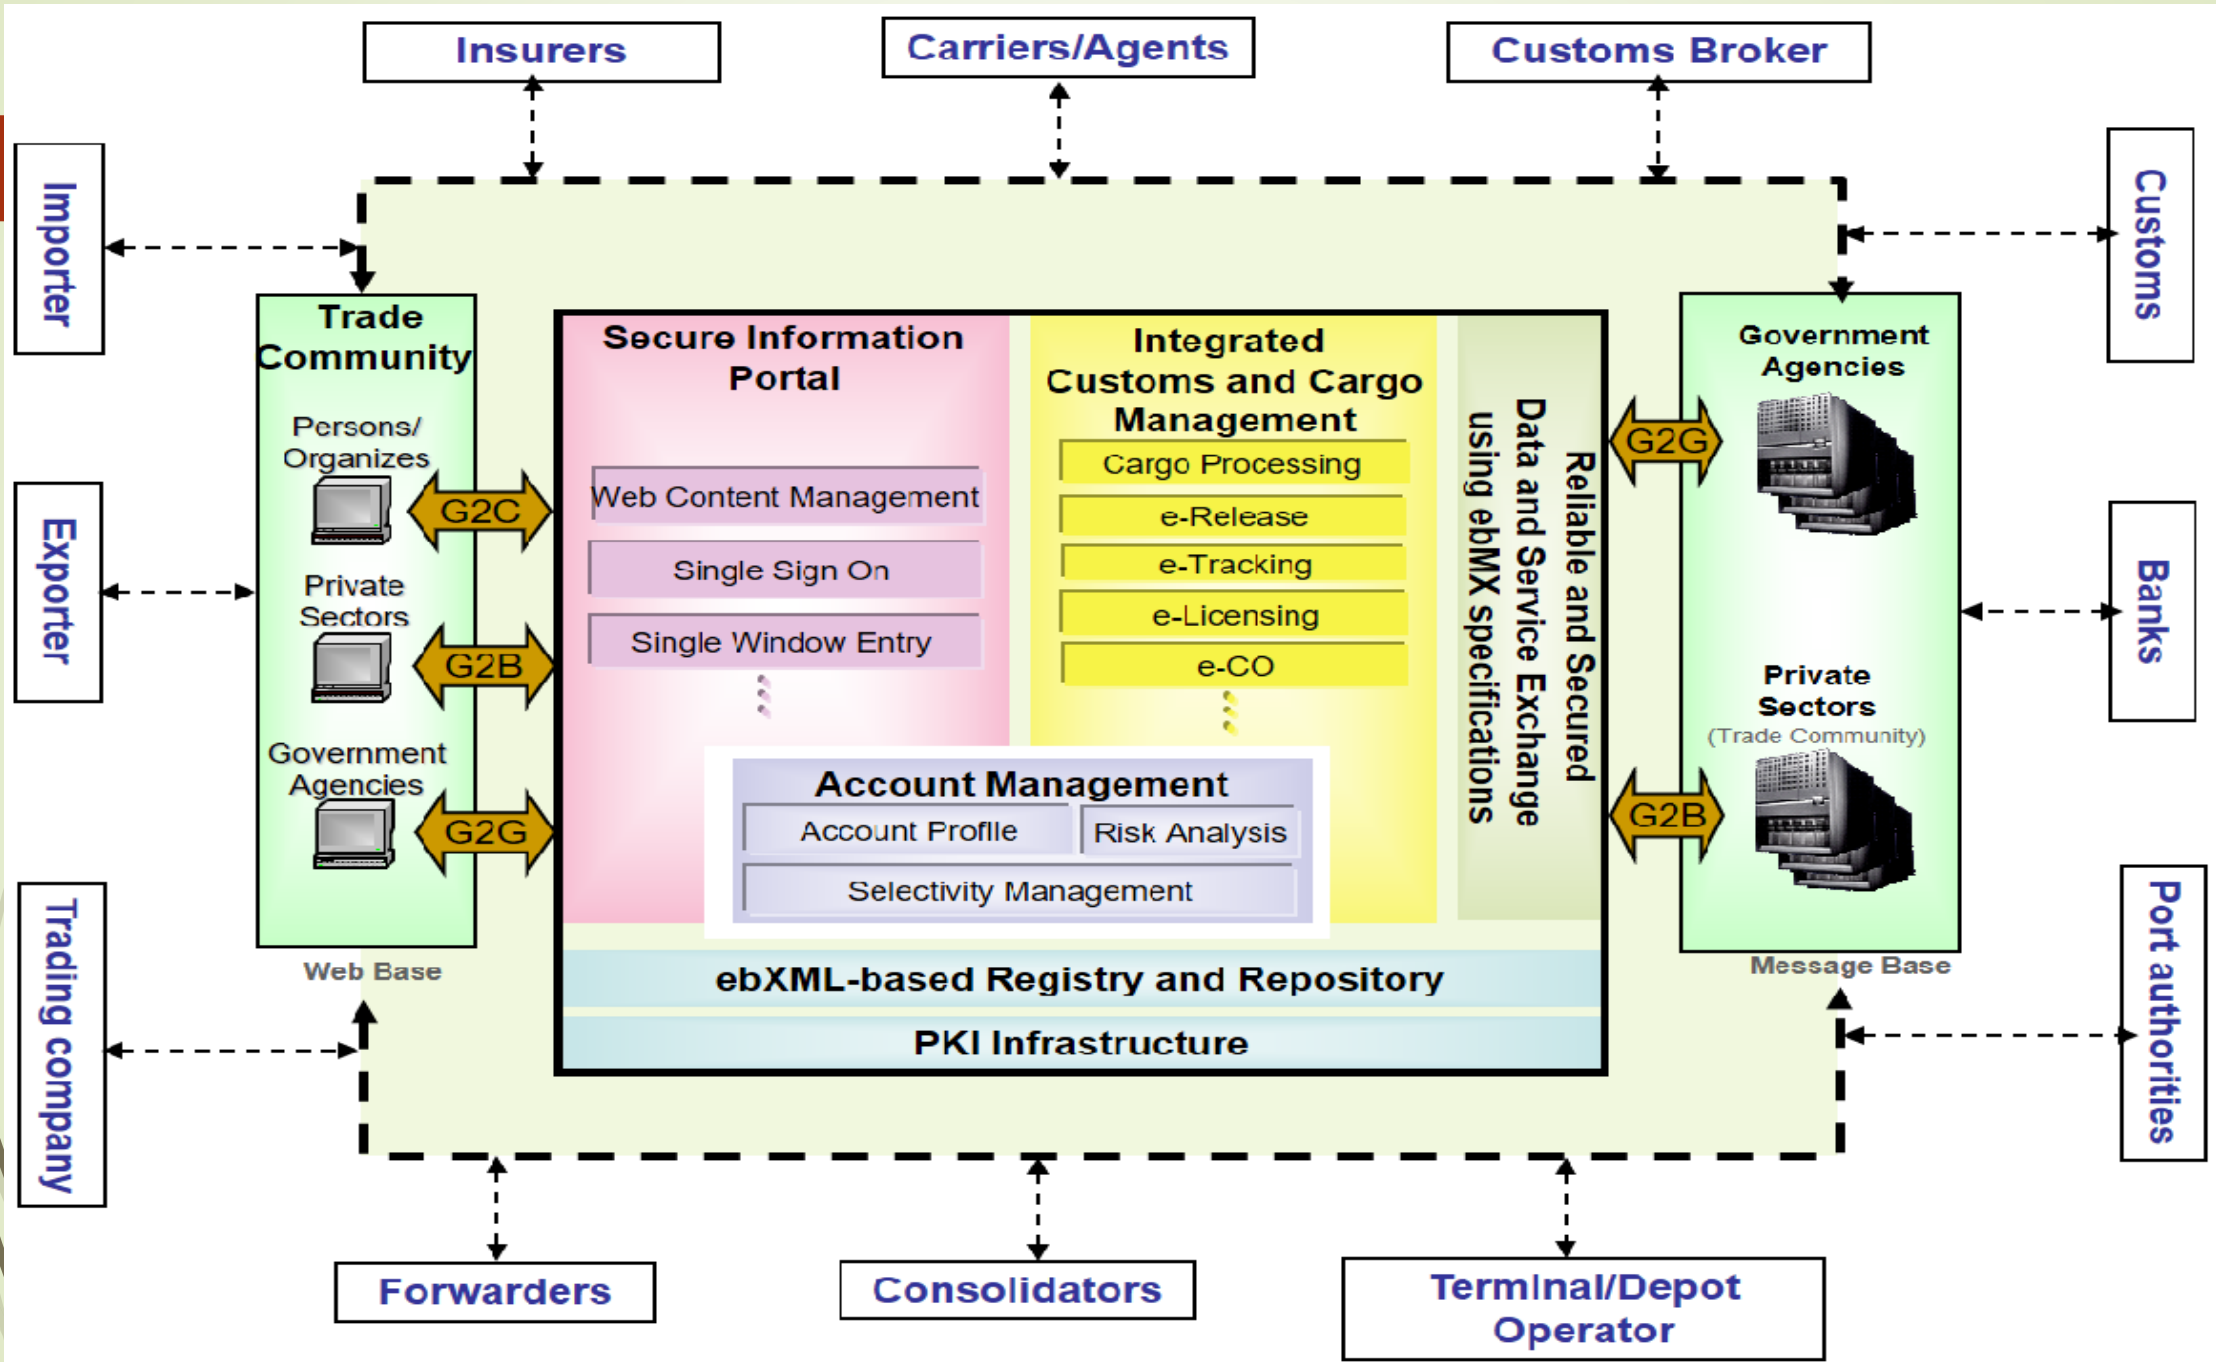 Insurers
Carriers/Agents
Customs Broker
Importer
Exporter
Trading company
Customs
Banks
Port authorities
Trade
Community
Persons/
Organizes
Private
Sectors
Government
Agencies
Web Base
G2C
G2B
G2G
Secure Information
Portal
Web Content Management
Single Sign On
Single Window Entry
Integrated
Customs and Cargo
Management
Cargo Processing
e-Release
e-Tracking
e-Licensing
e-CO
Account Management
Account Profile
Risk Analysis
Selectivity Management
Reliable and Secured
Data and Service Exchange
using ebMX specifications
ebXML-based Registry and Repository
PKI Infrastructure
G2G
G2B
Government
Agencies
Private
Sectors
(Trade Community)
Message Base
Forwarders
Consolidators
Terminal/Depot
Operator